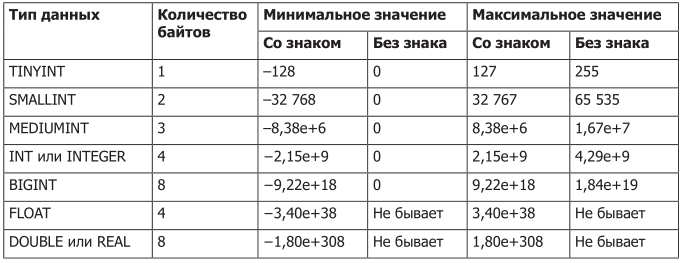 Тип данных Количество байтов Минимальное значение Максимальное значение
Со знаком Без знака Со знаком Без знака
TINYINT 1 –128 0 127 255
SMALLINT 2 –32 768 0 32 767 65 535
MEDIUMINT 3 –8,38e+6 0 8,38e+6 1,67e+7
INT или INTEGER 4 –2,15e+9 0 2,15e+9 4,29e+9
BIGINT 8 –9,22e+18 0 9,22e+18 1,84e+19
FLOAT 4 –3,40e+38 Не бывает 3,40e+38 Не бывает
DOUBLE или REAL 8 –1,80e+308 Не бывает 1,80e+308 Не бывает